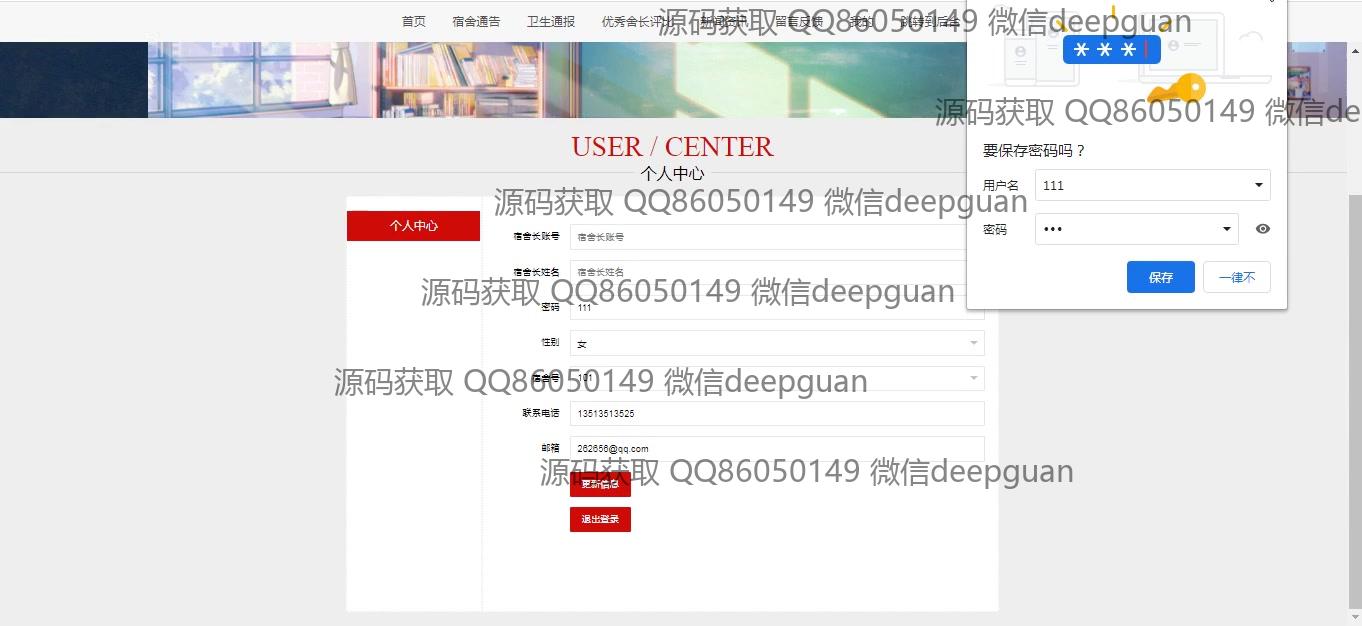 首页 宿舍通告 卫生通报 优秀舍长评比 新闻资讯 留言反馈 我的 跳转到后台
源码获取 QQ86050149 微信deepguan
***
源码获取 QQ86050149 微信de
USER / CENTER
个人中心
要保存密码吗？
用户名 111
密码 •••
保存 一律不
源码获取 QQ86050149 微信deepguan
个人中心
宿舍长账号 宿舍长账号
宿舍长姓名 宿舍长姓名
源码获取 QQ86050149 微信deepguan
密码 111
性别 女
宿舍号 101
源码获取 QQ86050149 微信deepguan
联系电话 13513513525
邮箱 262656@qq.com
源码获取 QQ86050149 微信deepguan
更新信息
退出登录